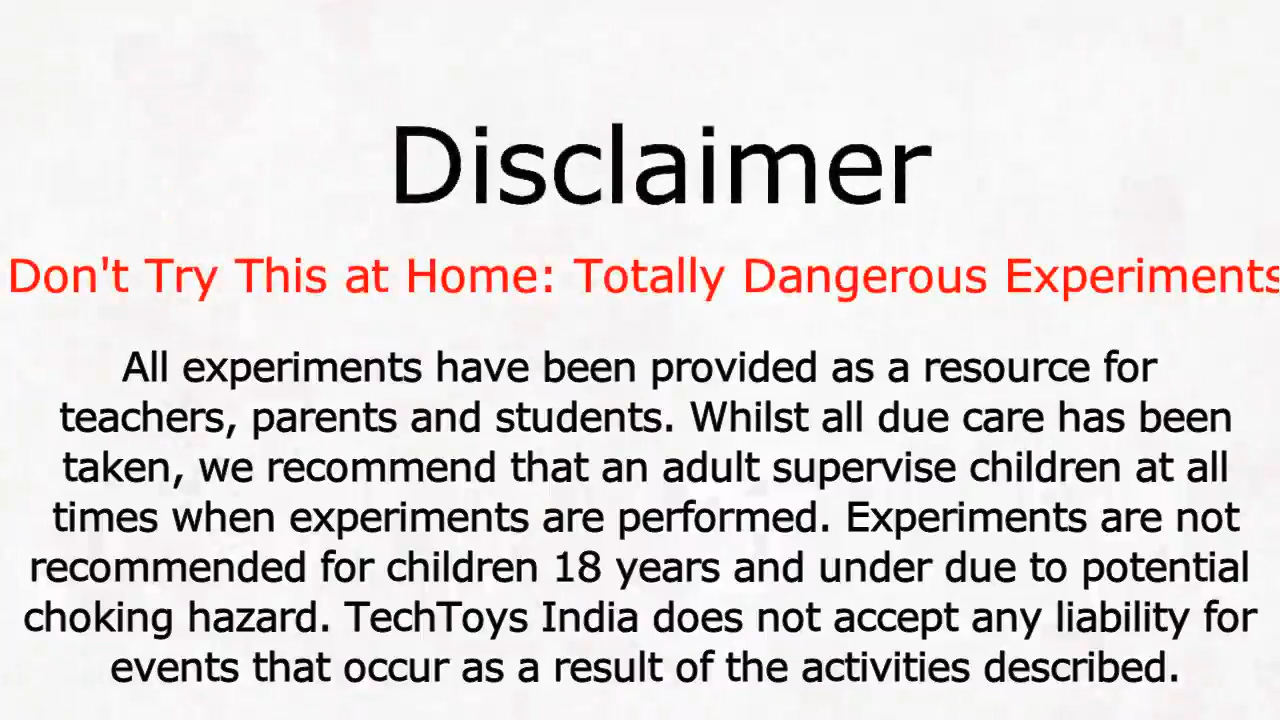 Disclaimer
Don't Try This at Home: Totally Dangerous Experiments
All experiments have been provided as a resource for
teachers, parents and students. Whilst all due care has been
taken, we recommend that an adult supervise children at all
times when experiments are performed. Experiments are not
recommended for children 18 years and under due to potential
choking hazard. TechToys India does not accept any liability for
events that occur as a result of the activities described.